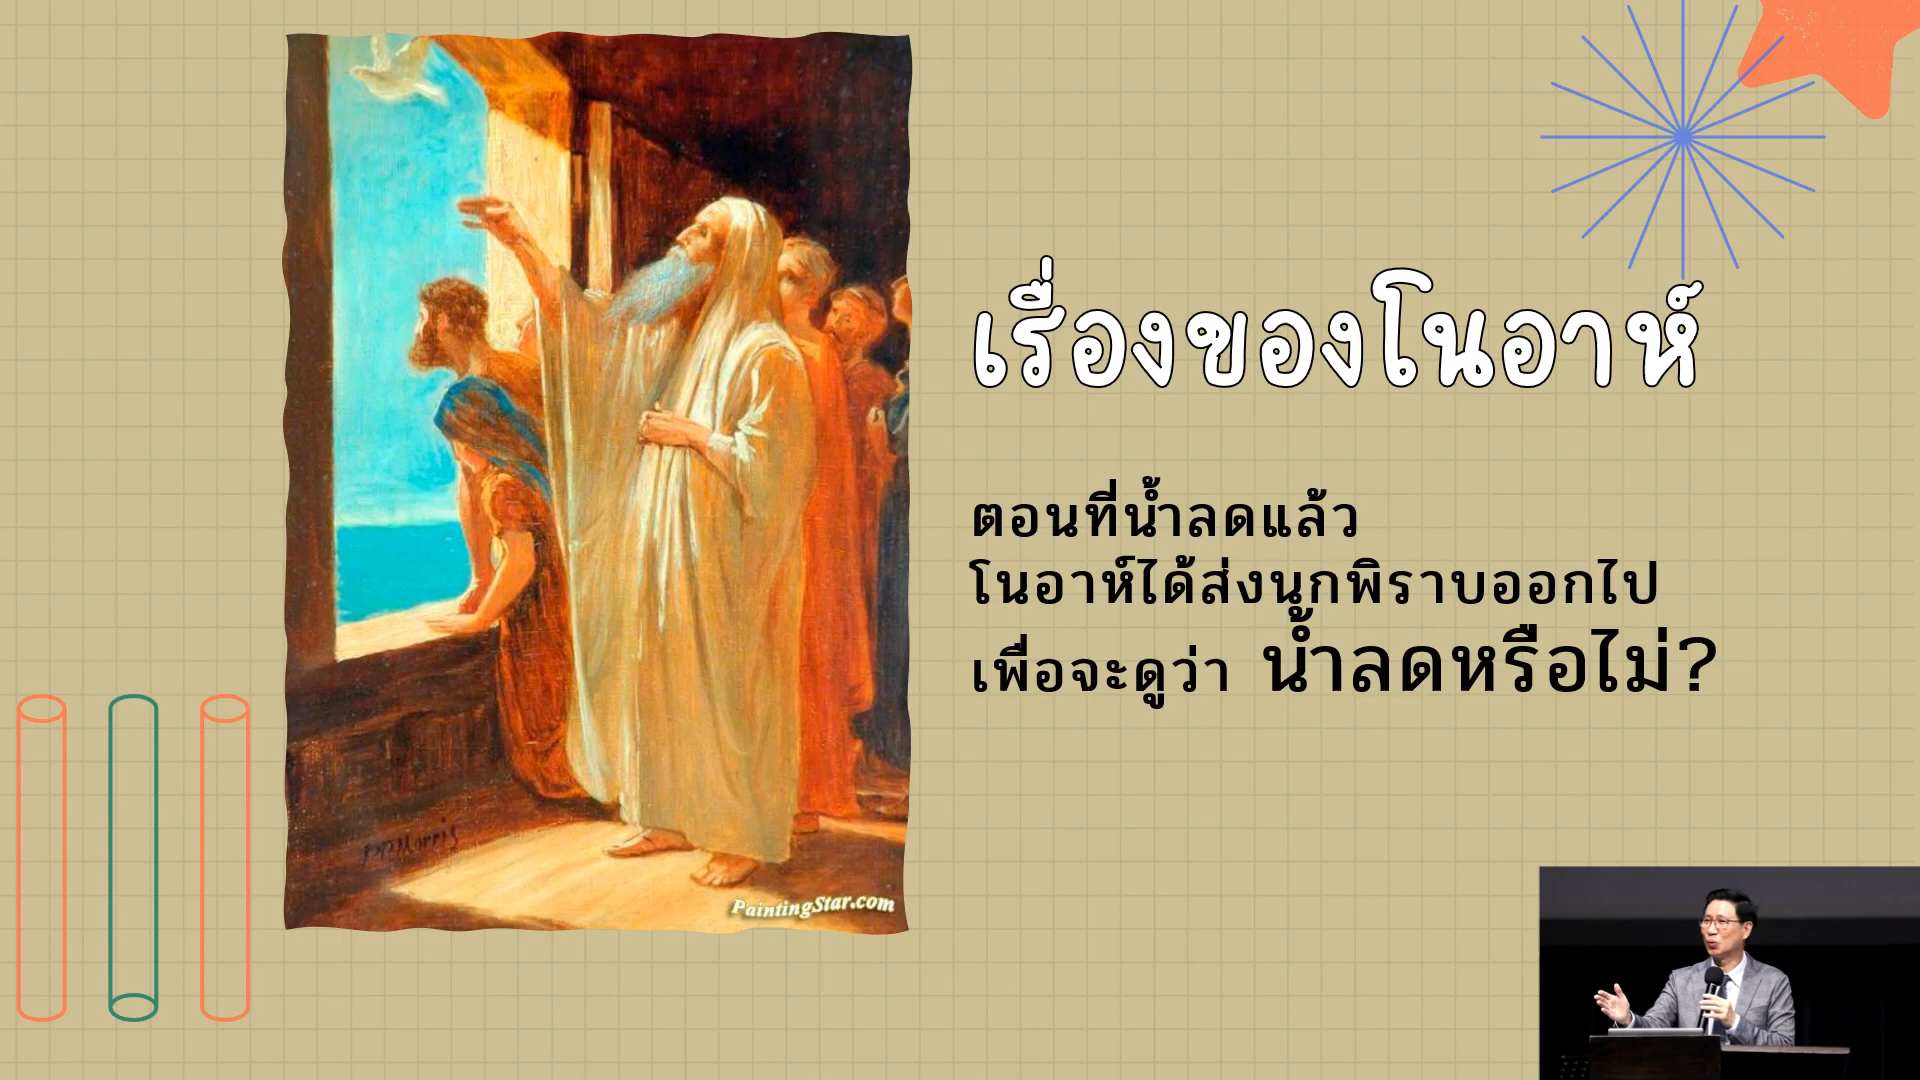 เรื่องของโนอาห์
ตอนที่น้ำลดแล้ว
โนอาห์ได้ส่งนกพิราบออกไป
เพื่อจะดูว่า น้ำลดหรือไม่?
PaintingStar.com